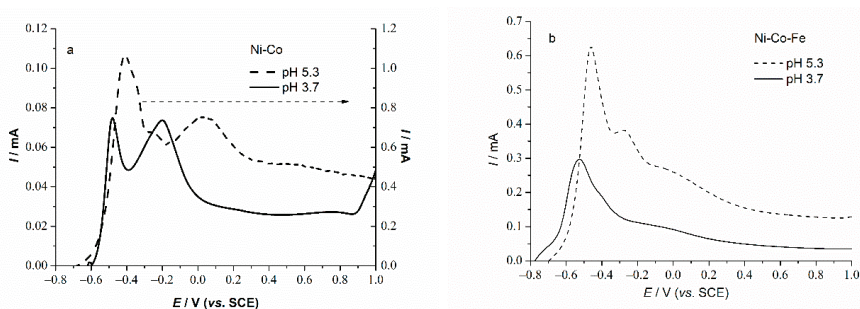 a
Ni-Co
pH 5.3
pH 3.7
0.12
0.10
0.08
0.06
0.04
0.02
0.00
I / mA
1.2
1.0
0.8
0.6
0.4
0.2
0.0
I / mA
−0.8 −0.6 −0.4 −0.2 0.0 0.2 0.4 0.6 0.8 1.0
E / V (vs. SCE)
b
Ni-Co-Fe
pH 5.3
pH 3.7
0.7
0.6
0.5
0.4
0.3
0.2
0.1
0.0
I / mA
−0.8 −0.6 −0.4 −0.2 0.0 0.2 0.4 0.6 0.8 1.0
E / V (vs. SCE)